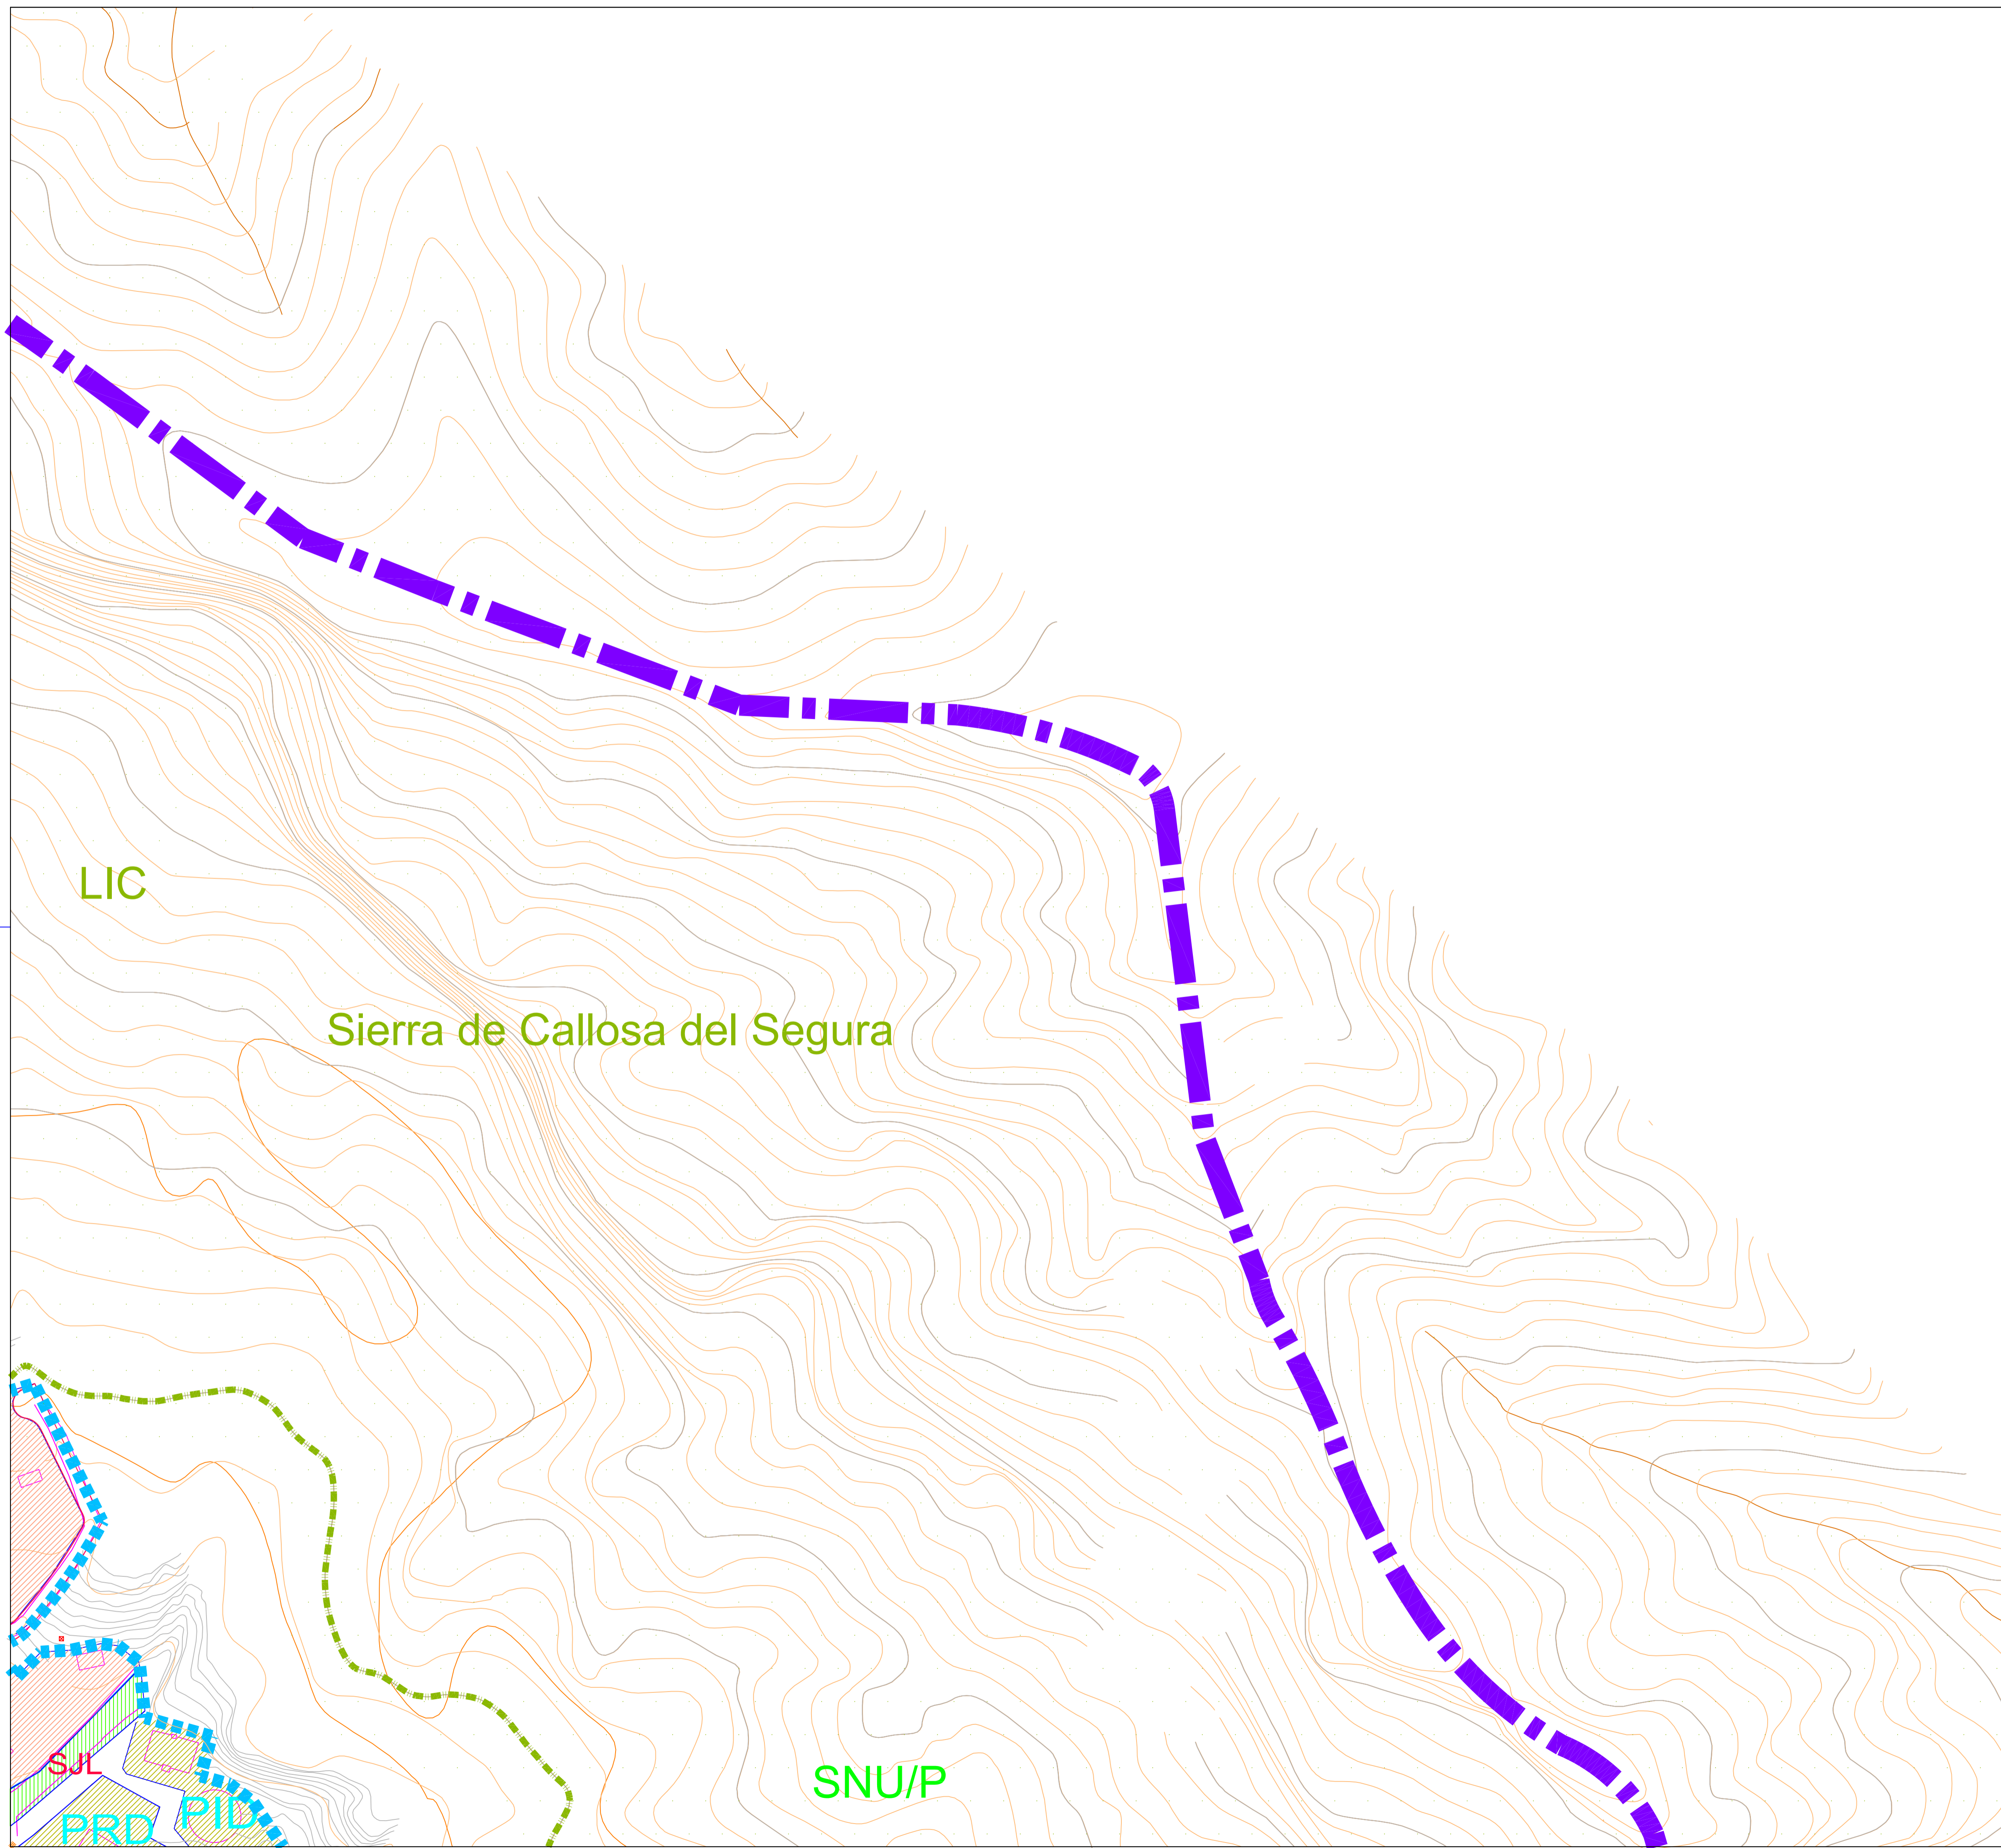 LIC
Sierra de Callosa del Segura
SJL
SNU/P
PID
PRD